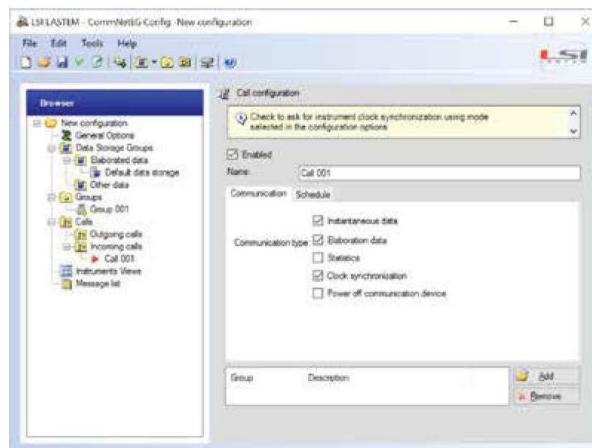 LSI LASTEM - CommNetEG Config -New configuration
File Edit Tools Help
LSI
LASTEM
Browser
New configuration
General Options
Data Storage Groups
Elaborated data
Default data storage
Other data
Groups
Group 001
Calls
Outgoing calls
Incoming calls
Call 001
Instruments Views
Message list
Call configuration
Check to ask for instrument clock synchronization using mode
selected in the configuration options
Enabled
Name: Call 001
Communication Schedule
Communication type:
Instantaneous data
Elaboration data
Statistics
Clock synchronization
Power off communication device
Group Description
Add
Remove